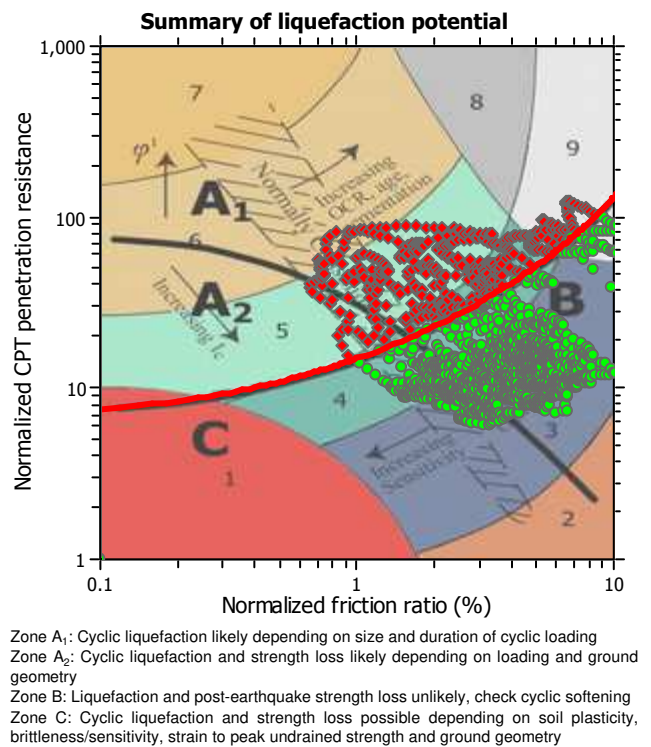 Summary of liquefaction potential
1,000
100
10
1
Normalized CPT penetration resistance
7
8
9
φ'
A1
Normally
Increasing
OCR, age,
6
A2
Increasing Ic
5
B
4
C
1
3
Increasing
Sensitivity
2
0.1
1
10
Normalized friction ratio (%)
Zone A1: Cyclic liquefaction likely depending on size and duration of cyclic loading
Zone A2: Cyclic liquefaction and strength loss likely depending on loading and ground
geometry
Zone B: Liquefaction and post-earthquake strength loss unlikely, check cyclic softening
Zone C: Cyclic liquefaction and strength loss possible depending on soil plasticity,
brittleness/sensitivity, strain to peak undrained strength and ground geometry